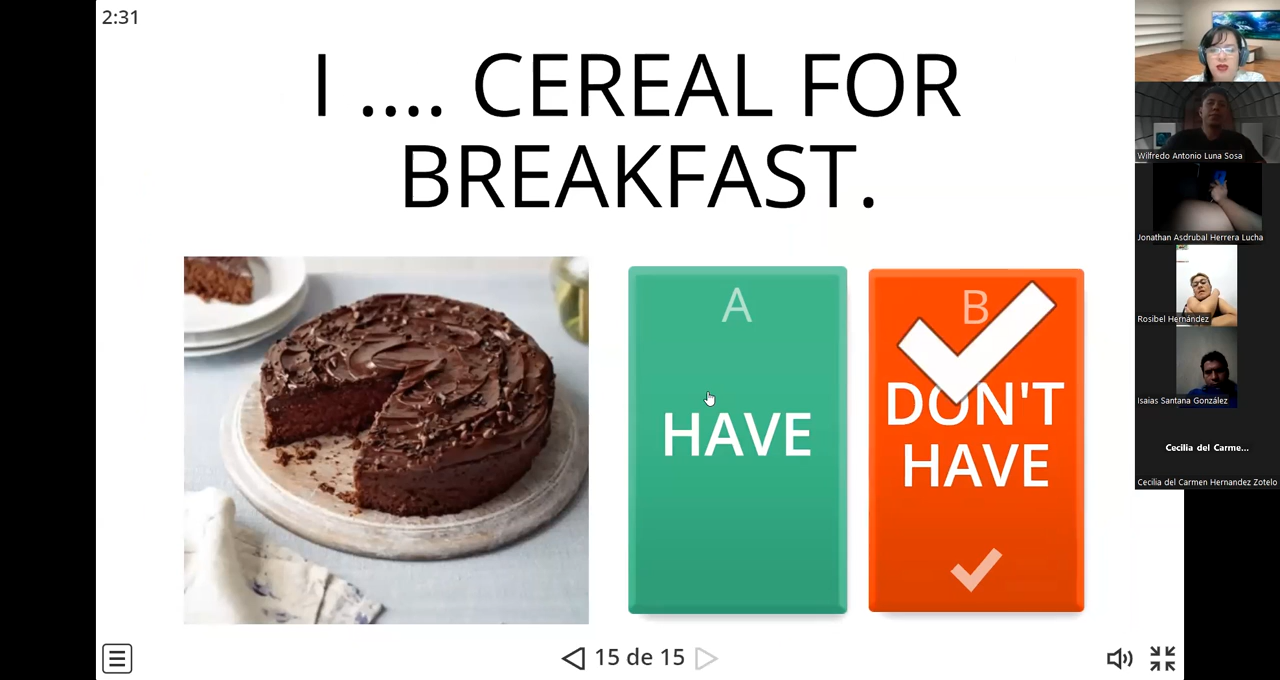 2:31
I .... CEREAL FOR
BREAKFAST.
A
HAVE
B
DON'T
HAVE
15 de 15
Wilfredo Antonio Luna Sosa
Jonathan Asdrubal Herrera Lucha
Rosibel Hernández
Isaias Santana González
Cecilia del Carme...
Cecilia del Carmen Hernandez Zotelo